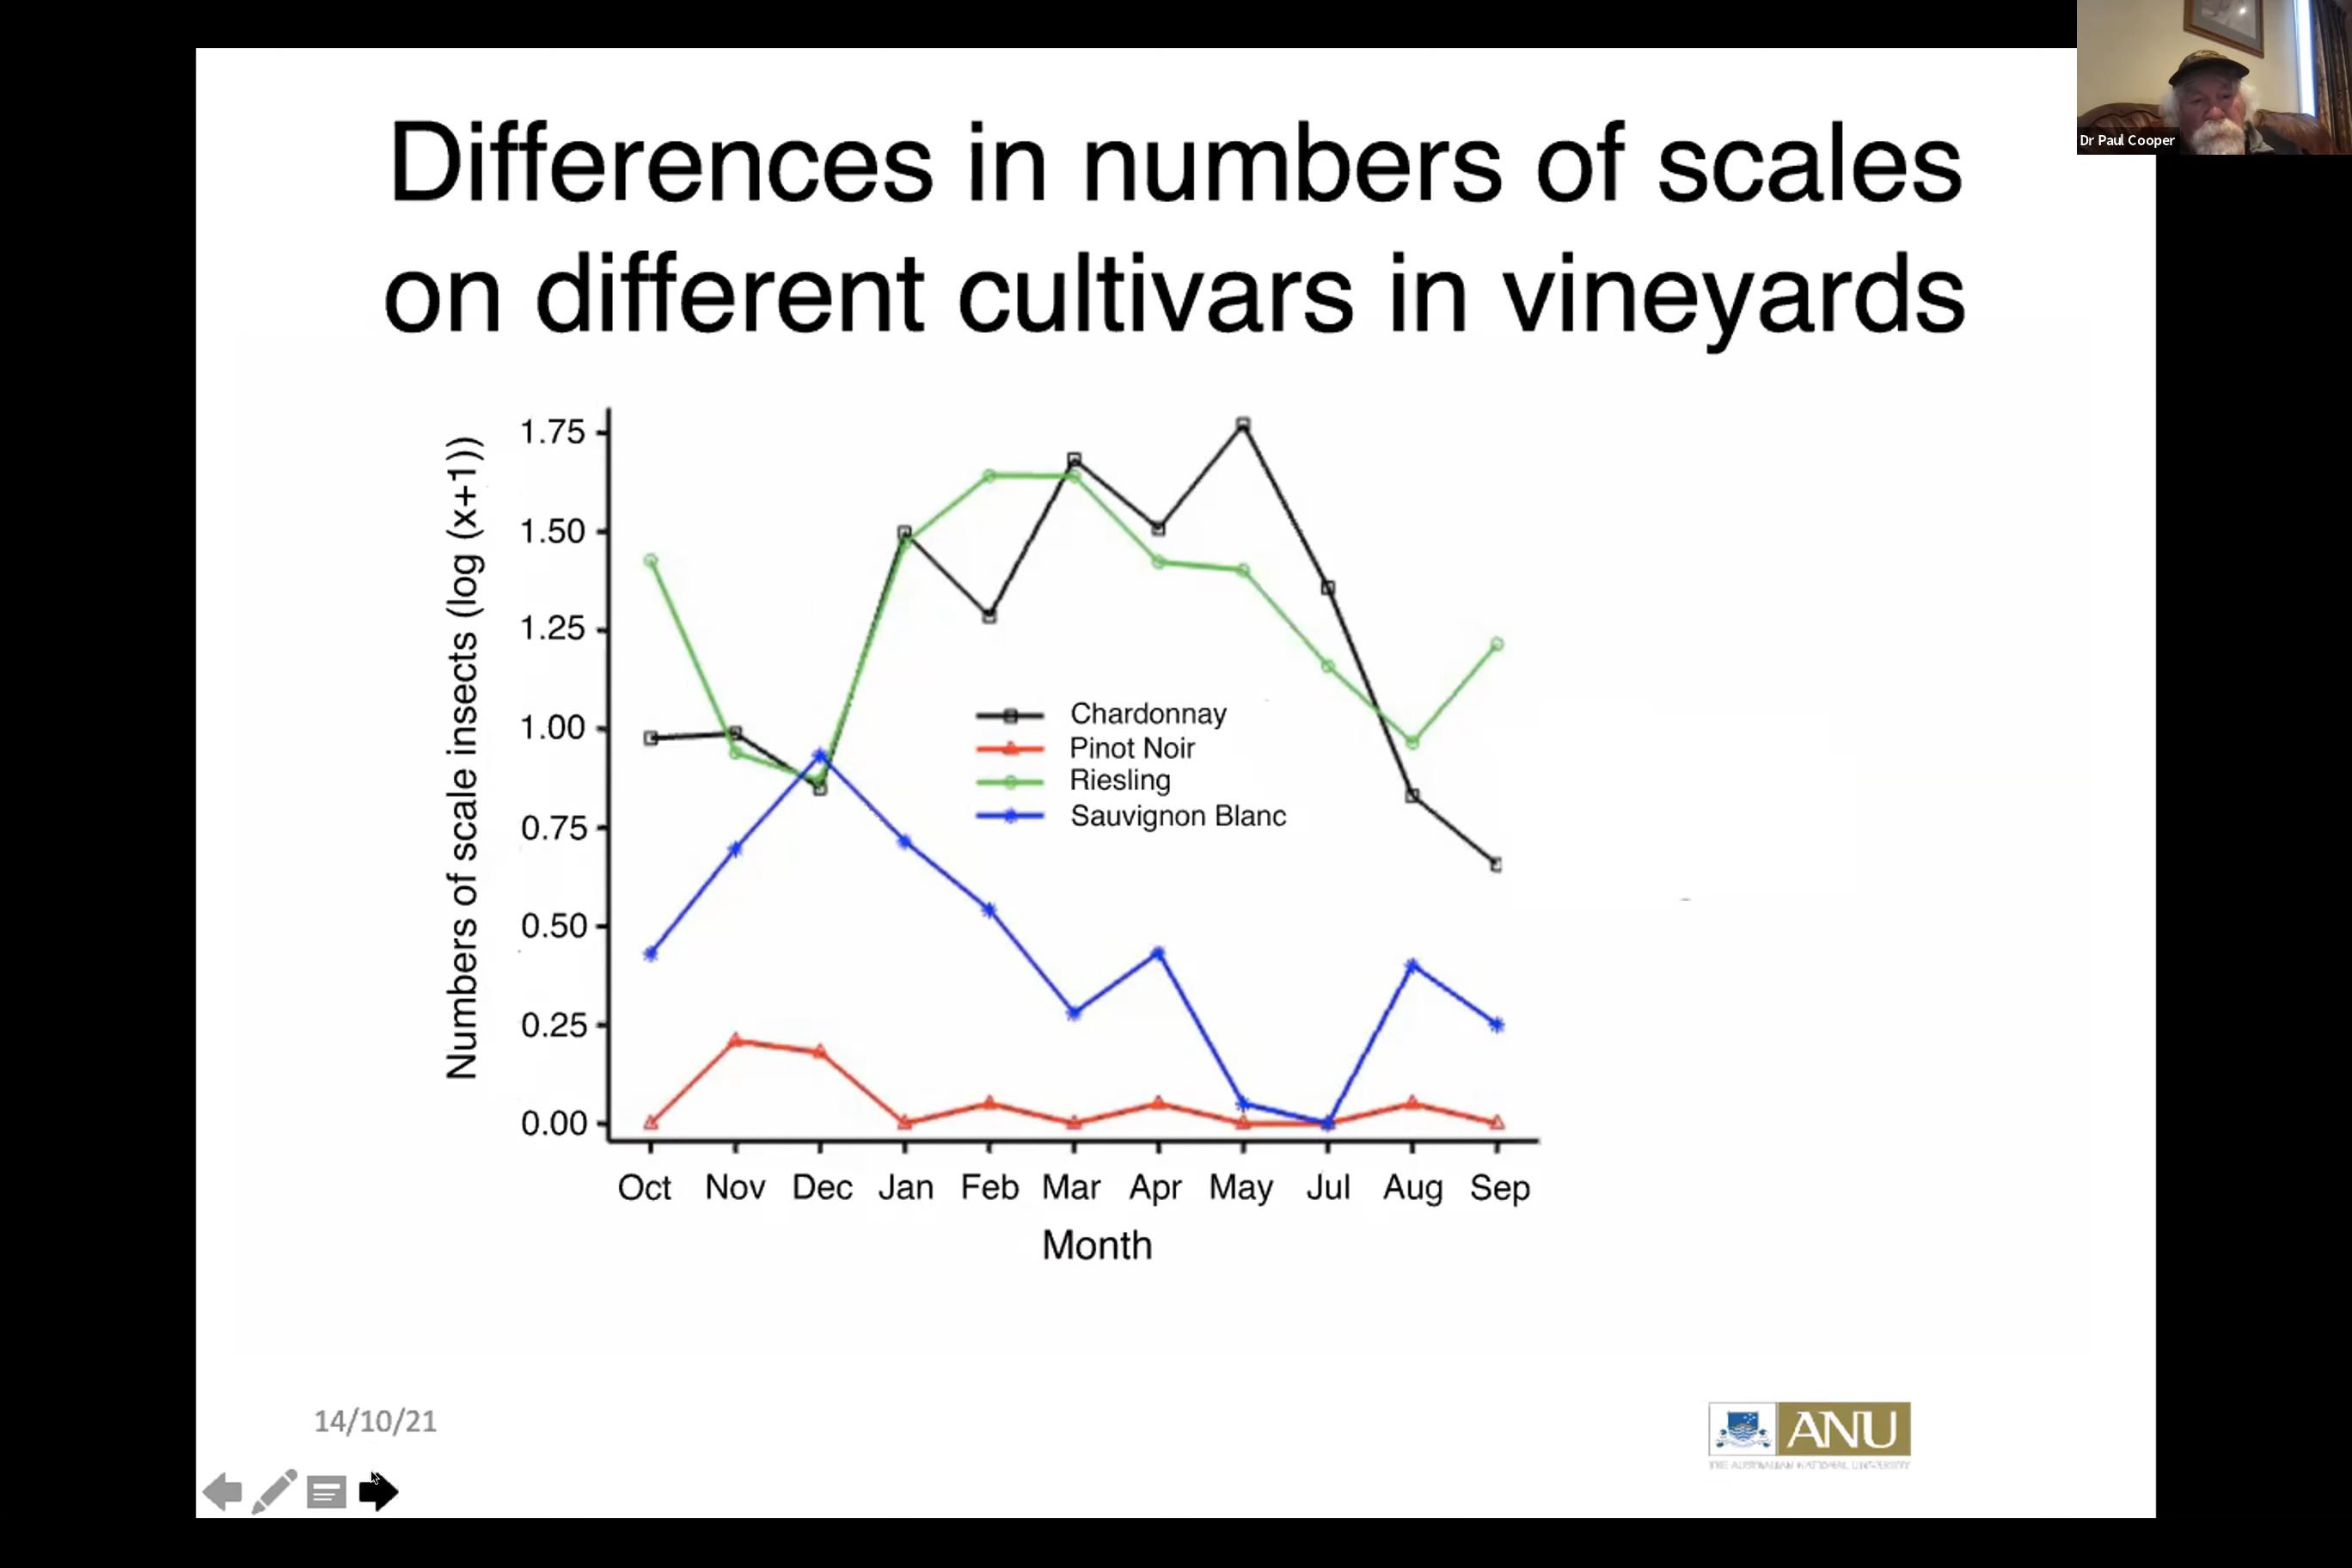 Differences in numbers of scales
on different cultivars in vineyards
Dr Paul Cooper
Numbers of scale insects (log (x+1))
1.75
1.50
1.25
1.00
0.75
0.50
0.25
0.00
Chardonnay
Pinot Noir
Riesling
Sauvignon Blanc
Oct Nov Dec Jan Feb Mar Apr May Jul Aug Sep
Month
14/10/21
ANU
THE AUSTRALIAN NATIONAL UNIVERSITY